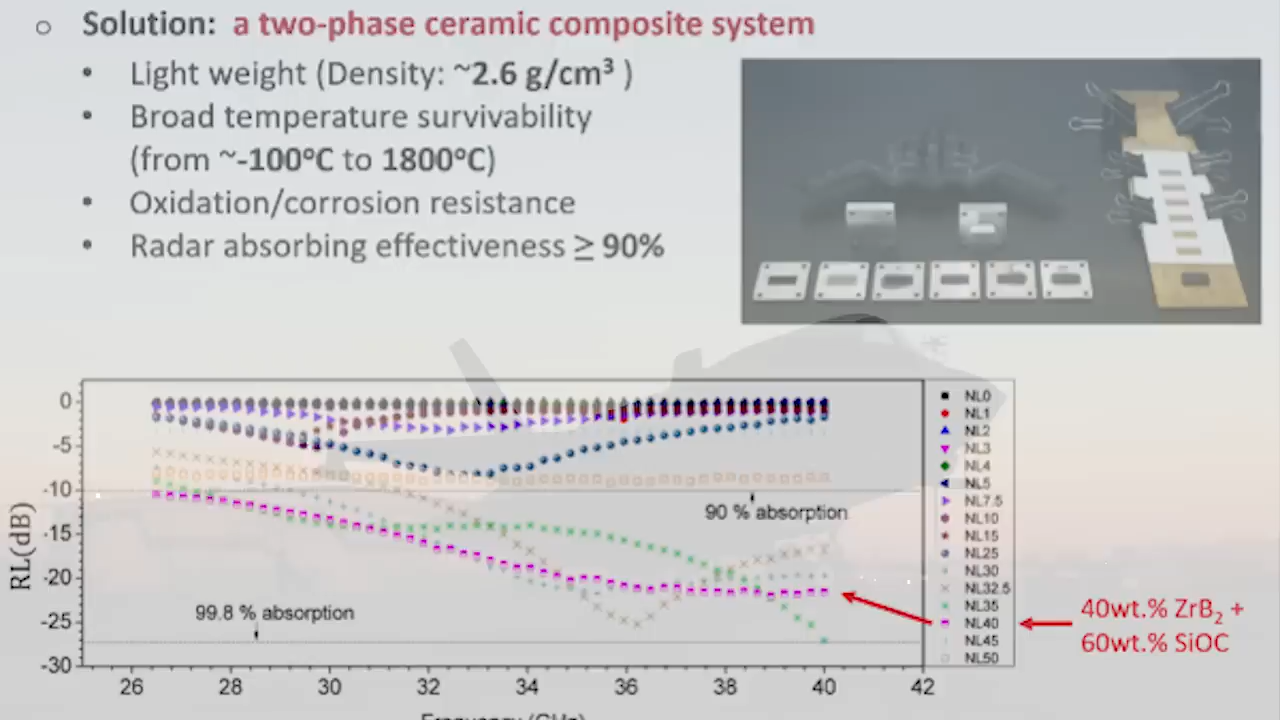 Solution: a two-phase ceramic composite system
Light weight (Density: ~2.6 g/cm³ )
Broad temperature survivability
(from ~-100°C to 1800°C)
Oxidation/corrosion resistance
Radar absorbing effectiveness ≥ 90%
0
-5
-10
-15
-20
-25
-30
RL(dB)
90 % absorption
99.8 % absorption
26 28 30 32 34 36 38 40 42
Frequency (GHz)
NL0
NL1
NL2
NL3
NL4
NL5
NL7.5
NL10
NL15
NL25
NL30
NL32.5
NL35
NL40
NL45
NL50
40wt.% ZrB₂ +
60wt.% SiOC